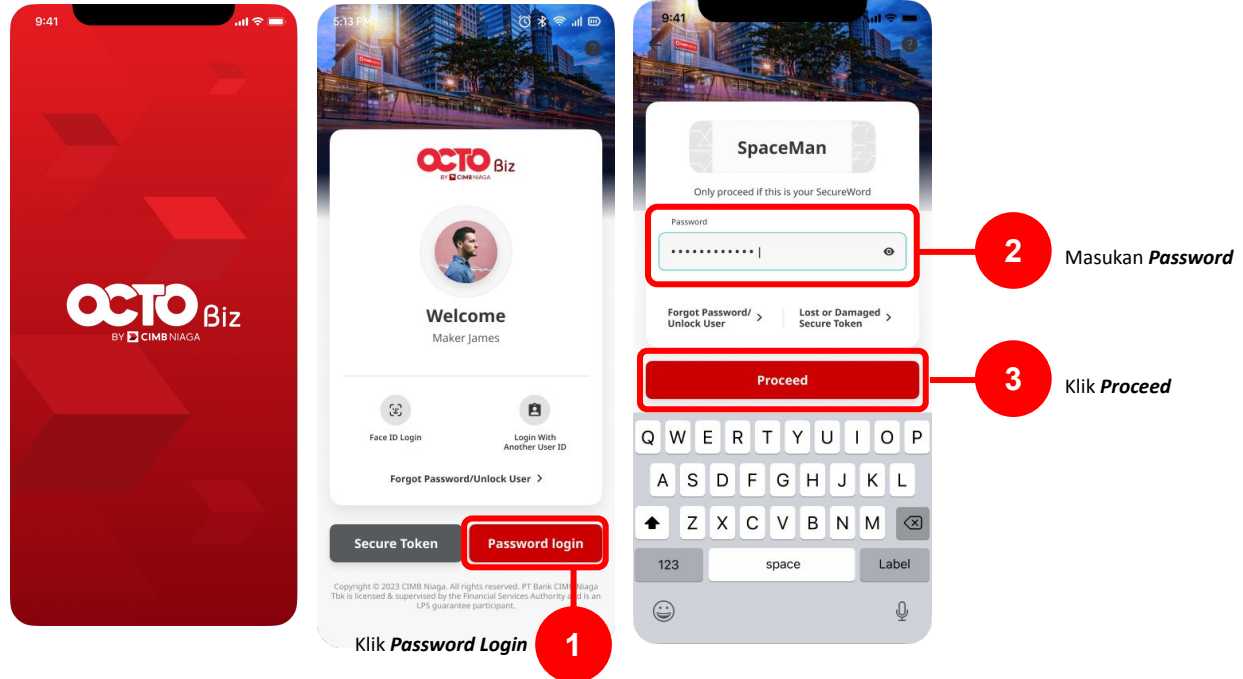 9:41
OCTO Biz
BY CIMB NIAGA
5:13 PM
?
OCTO Biz
BY CIMB NIAGA
Welcome
Maker James
Face ID Login
Login With
Another User ID
Forgot Password/Unlock User >
Secure Token
Password login
Copyright © 2023 CIMB Niaga. All rights reserved. PT Bank CIMB Niaga
Tbk is licensed & supervised by the Financial Services Authority and is an
LPS guarantee participant.
Klik Password Login
1
9:41
?
SpaceMan
Only proceed if this is your SecureWord
Password
••••••••••••|
Forgot Password/
Unlock User >
Lost or Damaged
Secure Token >
Proceed
Q W E R T Y U I O P
A S D F G H J K L
Z X C V B N M
123
space
Label
2
Masukan Password
3
Klik Proceed